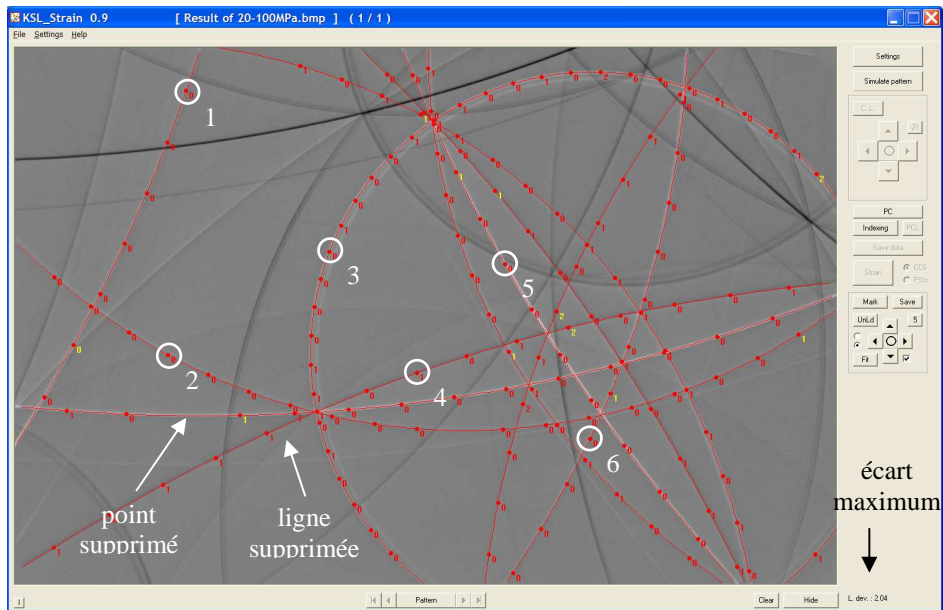 KSL_Strain 0.9 [ Result of 20-100MPa.bmp ] ( 1 / 1 )
File Settings Help
Settings
Simulate pattern
C. L.
21
PC
Indexing PCL
Save data
Strain CCS
PStis
Mark Save
UnLd 5
Fit
1
2
3
4
5
6
point
supprimé
ligne
supprimée
écart
maximum
Pattern
Clear Hide
L. dev. : 2.04